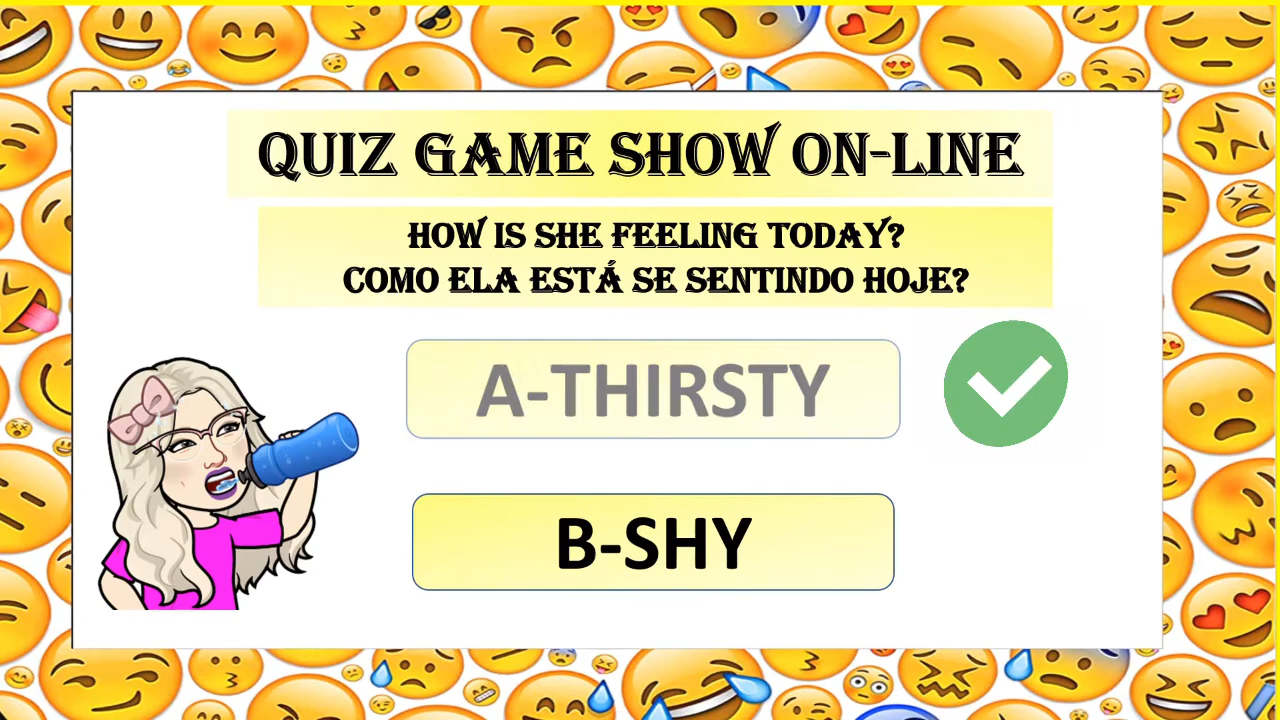 QUIZ GAME SHOW ON-LINE
HOW IS SHE FEELING TODAY?
COMO ELA ESTÁ SE SENTINDO HOJE?
A-THIRSTY
B-SHY